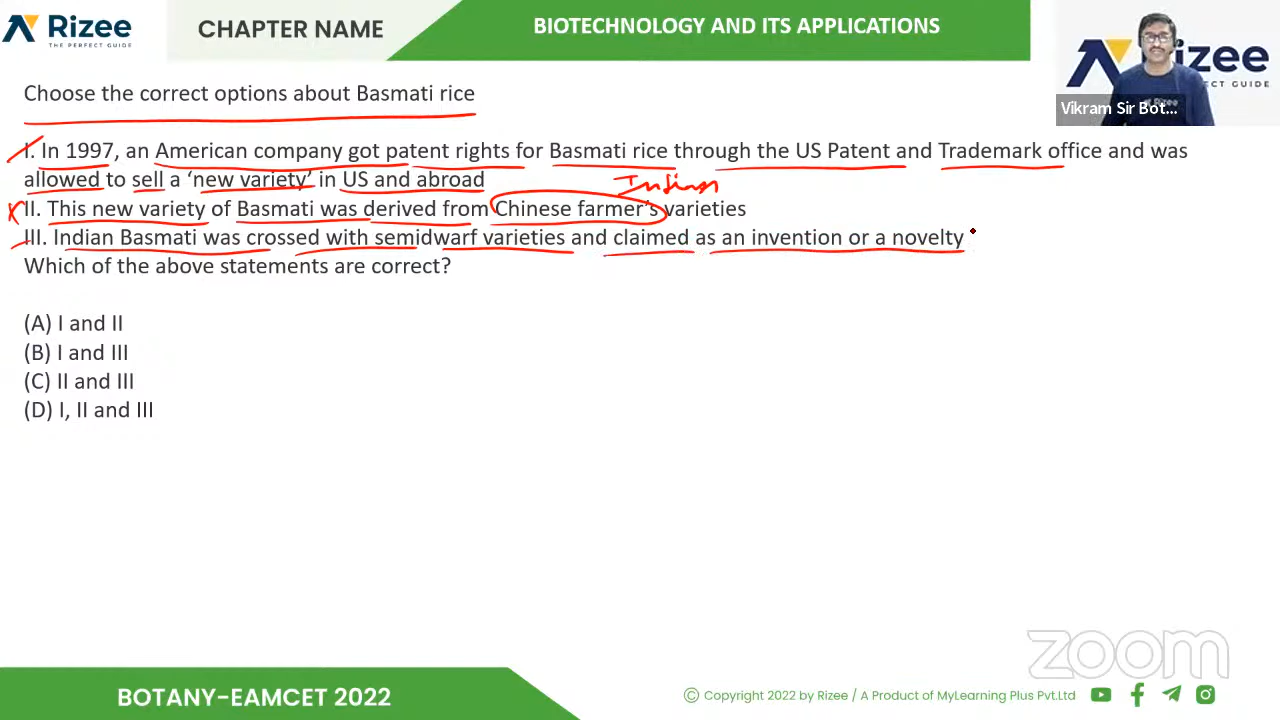 Rizee
THE PERFECT GUIDE
CHAPTER NAME
BIOTECHNOLOGY AND ITS APPLICATIONS
Rizee
Vikram Sir Bot...
Choose the correct options about Basmati rice
I. In 1997, an American company got patent rights for Basmati rice through the US Patent and Trademark office and was
allowed to sell a ‘new variety’ in US and abroad
Indian
II. This new variety of Basmati was derived from Chinese farmer’s varieties
III. Indian Basmati was crossed with semidwarf varieties and claimed as an invention or a novelty
Which of the above statements are correct?
(A) I and II
(B) I and III
(C) II and III
(D) I, II and III
zoom
BOTANY-EAMCET 2022
© Copyright 2022 by Rizee / A Product of MyLearning Plus Pvt.Ltd